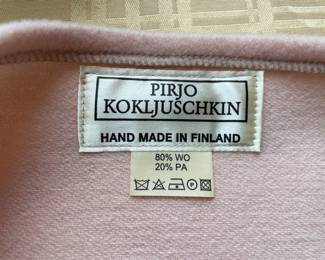 PIRJO
KOKLJUSCHKIN
HAND MADE IN FINLAND
80% WO
20% PA